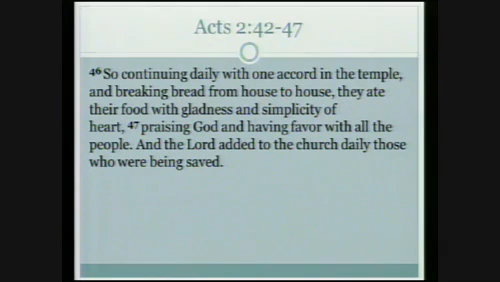 Acts 2:42-47
46 So continuing daily with one accord in the temple,
and breaking bread from house to house, they ate
their food with gladness and simplicity of
heart, 47 praising God and having favor with all the
people. And the Lord added to the church daily those
who were being saved.